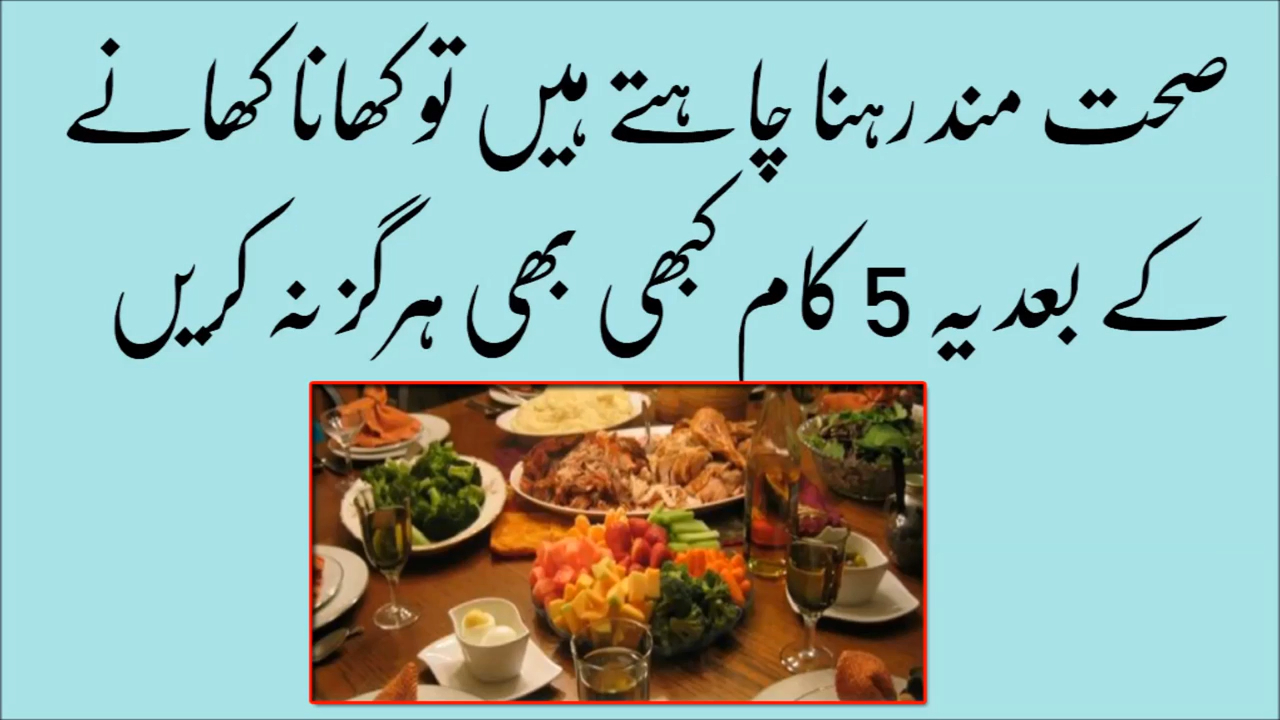 صحت مند رہنا چاہتے ہیں تو کھانا کھانے
کے بعد یہ 5 کام کبھی بھی ہرگز نہ کریں